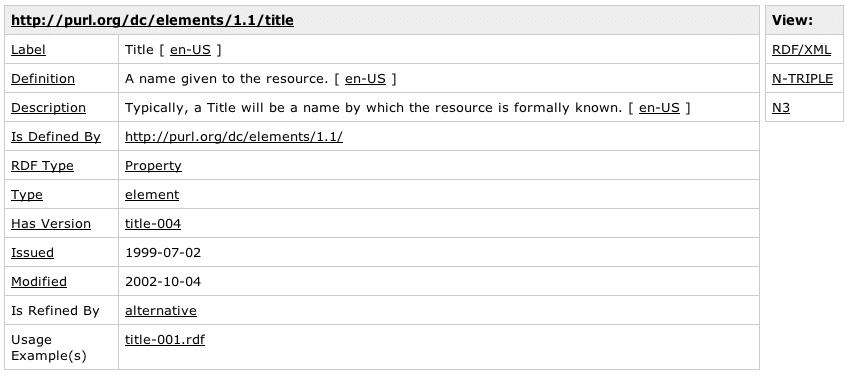 http://purl.org/dc/elements/1.1/title
Label Title [ en-US ]
Definition A name given to the resource. [ en-US ]
Description Typically, a Title will be a name by which the resource is formally known. [ en-US ]
Is Defined By http://purl.org/dc/elements/1.1/
RDF Type Property
Type element
Has Version title-004
Issued 1999-07-02
Modified 2002-10-04
Is Refined By alternative
Usage title-001.rdf
Example(s)
View:
RDF/XML
N-TRIPLE
N3